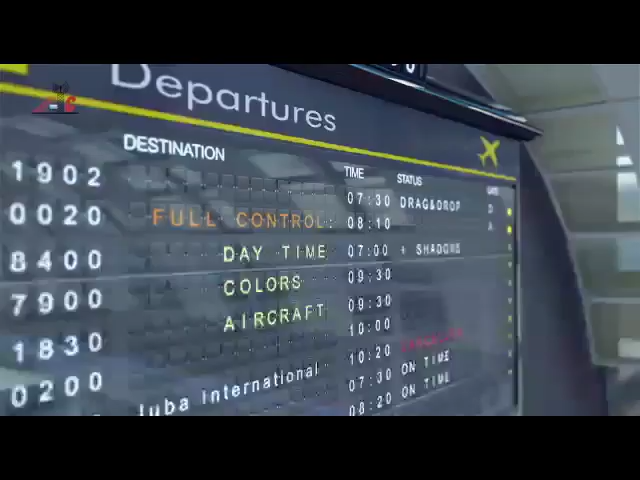 Departures
DESTINATION TIME STATUS GATE
1902 07:30 DRAG&DROP D
0020 FULL CONTROL: 08:10 A
8400 DAY TIME 07:00 + SHADOWS
7900 COLORS 09:30
1830 AIRCRAFT 09:30
0200 10:00
10:20
Juba international 07:30 ON TIME
08:20 ON TIME